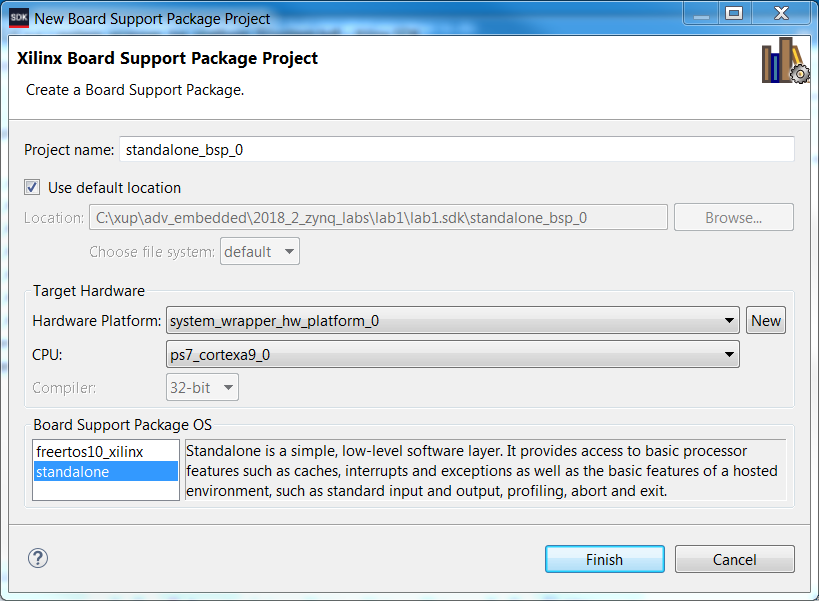 SDK New Board Support Package Project
Xilinx Board Support Package Project
Create a Board Support Package.
Project name: standalone_bsp_0
Use default location
Location: C:\xup\adv_embedded\2018_2_zynq_labs\lab1\lab1.sdk\standalone_bsp_0 Browse...
Choose file system: default
Target Hardware
Hardware Platform: system_wrapper_hw_platform_0 New
CPU: ps7_cortexa9_0
Compiler: 32-bit
Board Support Package OS
freertos10_xilinx
standalone
Standalone is a simple, low-level software layer. It provides access to basic processor
features such as caches, interrupts and exceptions as well as the basic features of a hosted
environment, such as standard input and output, profiling, abort and exit.
? Finish Cancel